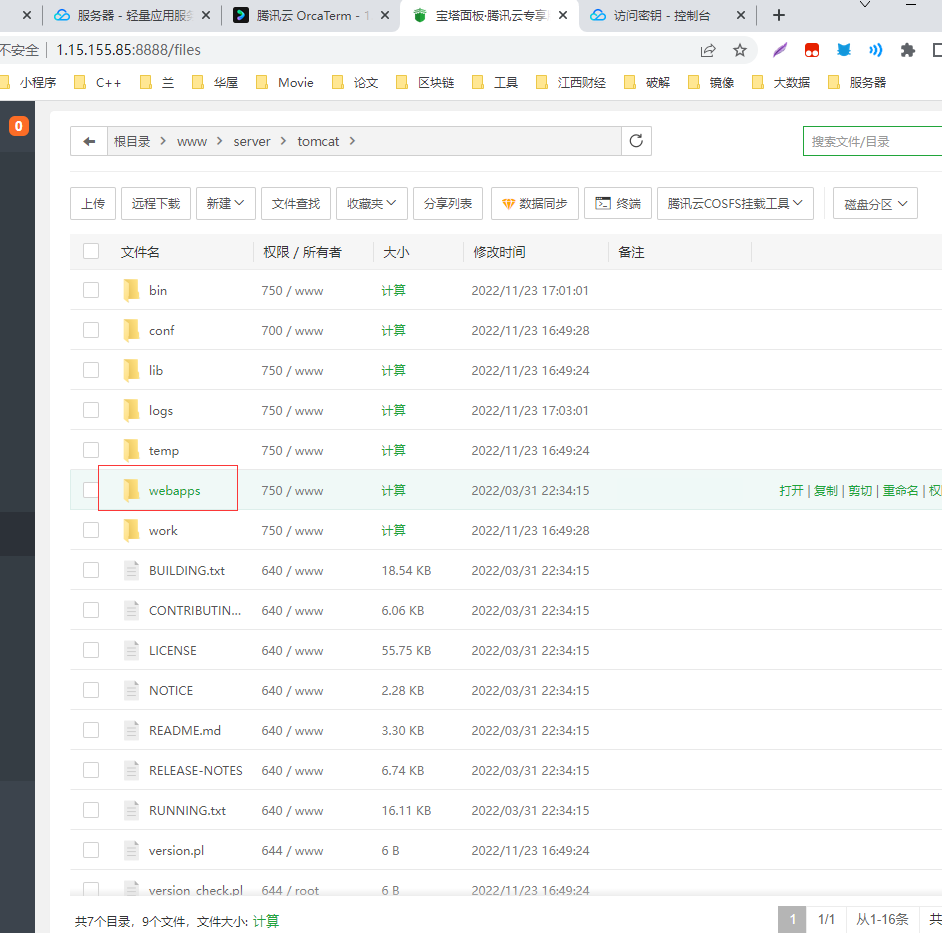 服务器 - 轻量应用服务
腾讯云 OrcaTerm - 1
宝塔面板·腾讯云专享
访问密钥 - 控制台
不安全 1.15.155.85:8888/files
小程序 C++ 兰 华屋 Movie 论文 区块链 工具 江西财经 破解 镜像 大数据 服务器
0
根目录 www server tomcat
搜索文件/目录
上传 远程下载 新建 文件查找 收藏夹 分享列表 数据同步 终端 腾讯云COSFS挂载工具 磁盘分区
文件名 权限 / 所有者 大小 修改时间 备注
bin 750 / www 计算 2022/11/23 17:01:01
conf 700 / www 计算 2022/11/23 16:49:28
lib 750 / www 计算 2022/11/23 16:49:24
logs 750 / www 计算 2022/11/23 17:03:01
temp 750 / www 计算 2022/11/23 16:49:24
webapps 750 / www 计算 2022/03/31 22:34:15 打开 | 复制 | 剪切 | 重命名 | 权
work 750 / www 计算 2022/11/23 16:49:28
BUILDING.txt 640 / www 18.54 KB 2022/03/31 22:34:15
CONTRIBUTIN... 640 / www 6.06 KB 2022/03/31 22:34:15
LICENSE 640 / www 55.75 KB 2022/03/31 22:34:15
NOTICE 640 / www 2.28 KB 2022/03/31 22:34:15
README.md 640 / www 3.30 KB 2022/03/31 22:34:15
RELEASE-NOTES 640 / www 6.74 KB 2022/03/31 22:34:15
RUNNING.txt 640 / www 16.11 KB 2022/03/31 22:34:15
version.pl 644 / www 6 B 2022/11/23 16:49:24
version_check.pl 644 / root 6 B 2022/11/23 16:49:24
共7个目录，9个文件，文件大小: 计算
1 1/1 从1-16条 共